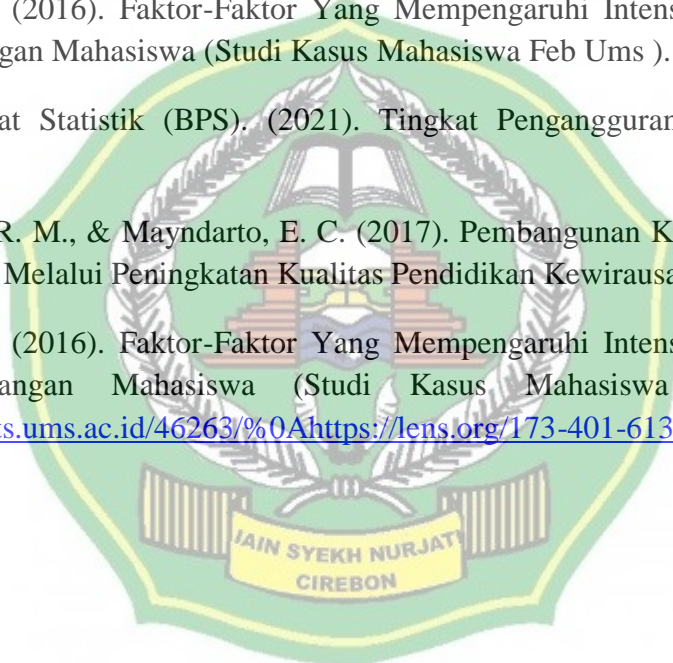 (2016). Faktor-Faktor Yang Mempengaruhi Intens
gan Mahasiswa (Studi Kasus Mahasiswa Feb Ums ).
at Statistik (BPS). (2021). Tingkat Pengangguran
R. M., & Mayndarto, E. C. (2017). Pembangunan K
Melalui Peningkatan Kualitas Pendidikan Kewirausa
(2016). Faktor-Faktor Yang Mempengaruhi Intens
angan Mahasiswa (Studi Kasus Mahasiswa
ts.ums.ac.id/46263/%0Ahttps://lens.org/173-401-613
IAIN SYEKH NURJATI
CIREBON